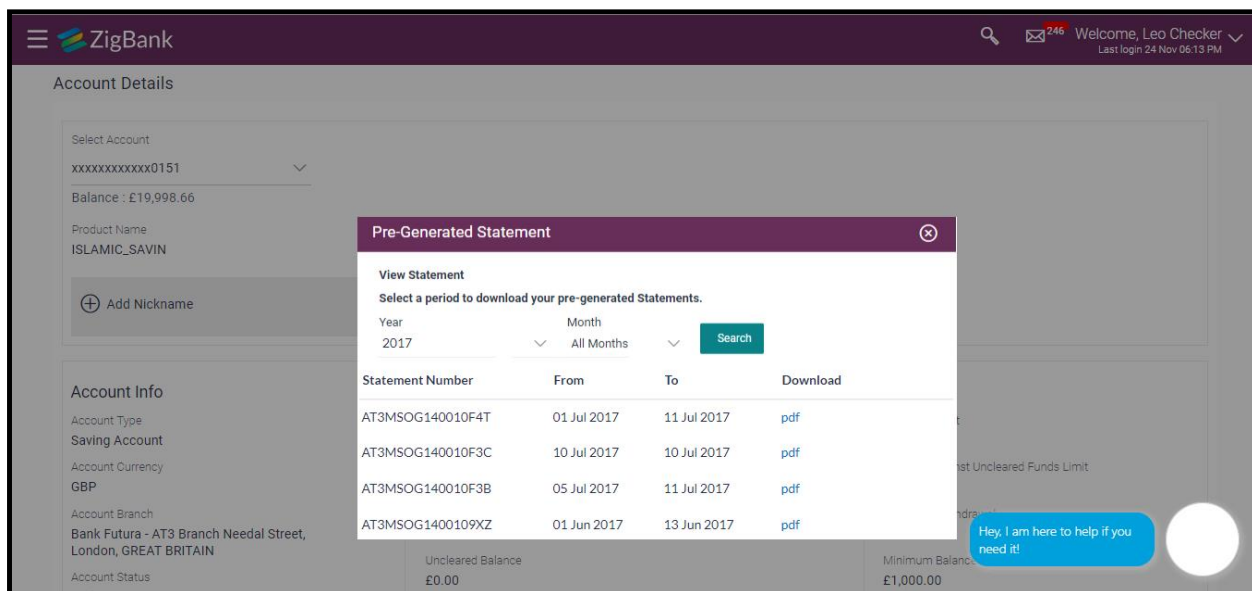 ZigBank
246
Welcome, Leo Checker
Last login 24 Nov 06:13 PM
Account Details
Select Account
xxxxxxxxxxxx0151
Balance : £19,998.66
Product Name
ISLAMIC_SAVIN
Add Nickname
Pre-Generated Statement
View Statement
Select a period to download your pre-generated Statements.
Year Month
2017 All Months Search
Statement Number From To Download
AT3MSOG140010F4T 01 Jul 2017 11 Jul 2017 pdf
AT3MSOG140010F3C 10 Jul 2017 10 Jul 2017 pdf
AT3MSOG140010F3B 05 Jul 2017 11 Jul 2017 pdf
AT3MSOG1400109XZ 01 Jun 2017 13 Jun 2017 pdf
Account Info
Account Type
Saving Account
Account Currency
GBP
Account Branch
Bank Futura - AT3 Branch Needal Street,
London, GREAT BRITAIN
Account Status
Uncleared Balance
£0.00
Uncleared Funds Limit
Minimum Balance
£1,000.00
Hey, I am here to help if you
need it!